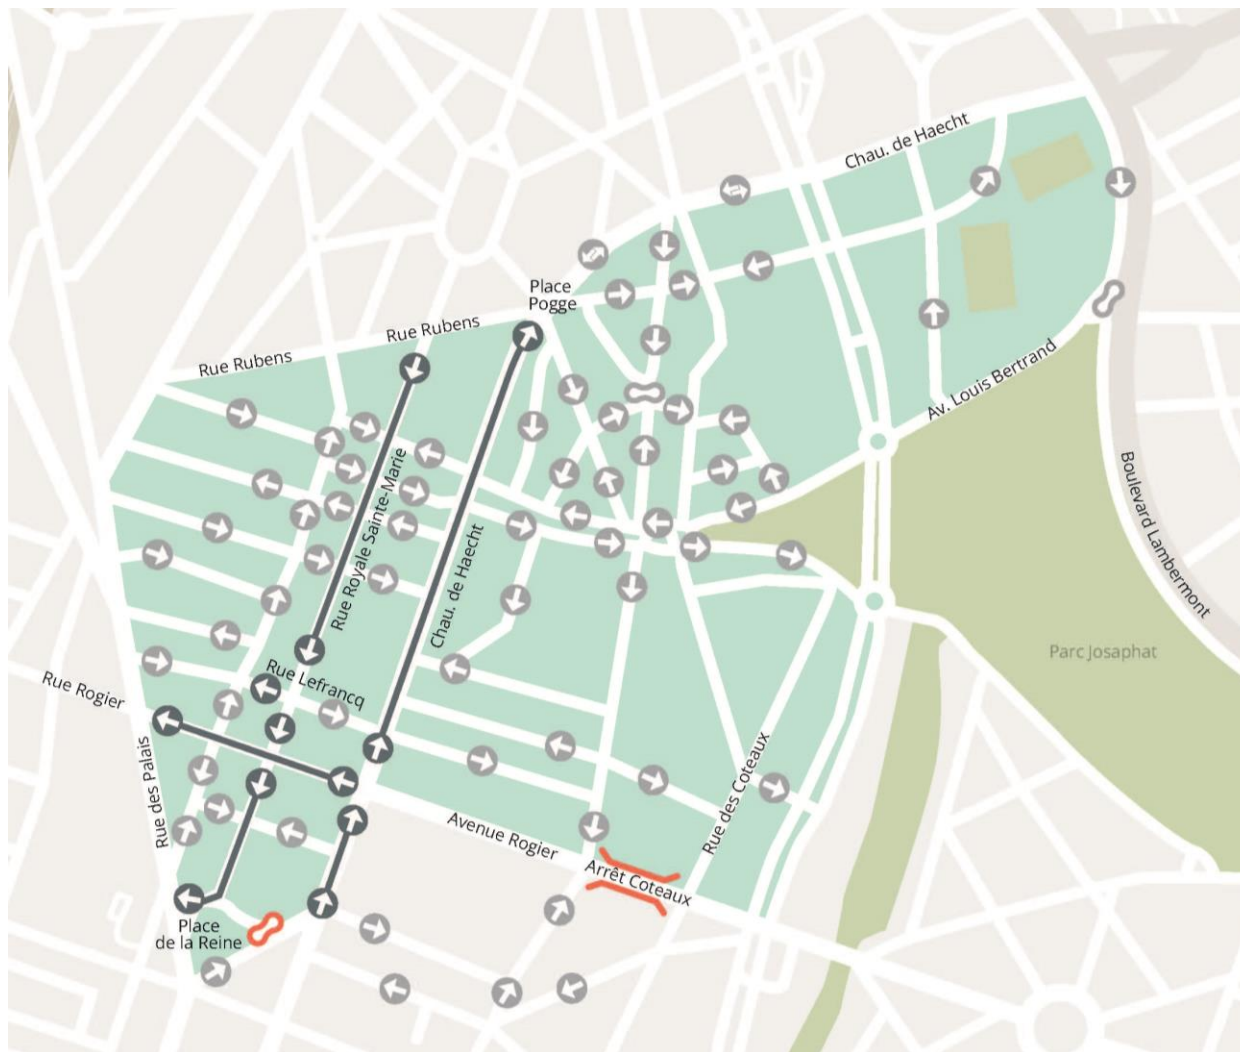 Chau. de Haecht
Place
Pogge
Rue Rubens
Rue Rubens
Av. Louis Bertrand
Boulevard Lambermont
Rue Royale Sainte-Marie
Chau. de Haecht
Parc Josaphat
Rue Lefrancq
Rue Rogier
Rue des Palais
Rue des Coteaux
Avenue Rogier
Arrêt Coteaux
Place
de la Reine